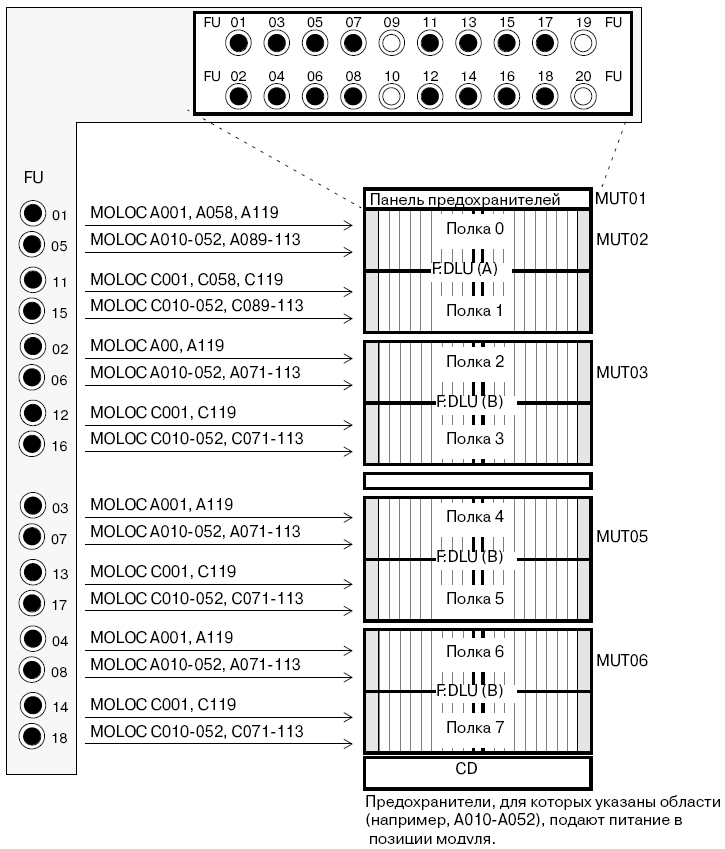 FU 01 03 05 07 09 11 13 15 17 19 FU
FU 02 04 06 08 10 12 14 16 18 20 FU
FU
Панель предохранителей MUT01
01 MOLOC A001, A058, A119
Полка 0
05 MOLOC A010-052, A089-113
MUT02
F:DLU (A)
11 MOLOC C001, C058, C119
15 MOLOC C010-052, C089-113
Полка 1
02 MOLOC A00, A119
Полка 2
06 MOLOC A010-052, A071-113
MUT03
F:DLU (B)
12 MOLOC C001, C119
16 MOLOC C010-052, C071-113
Полка 3
03 MOLOC A001, A119
Полка 4
07 MOLOC A010-052, A071-113
MUT05
F:DLU (B)
13 MOLOC C001, C119
17 MOLOC C010-052, C071-113
Полка 5
04 MOLOC A001, A119
Полка 6
08 MOLOC A010-052, A071-113
MUT06
F:DLU (B)
14 MOLOC C001, C119
18 MOLOC C010-052, C071-113
Полка 7
CD
Предохранители, для которых указаны области
(например, A010-A052), подают питание в
позиции модуля.